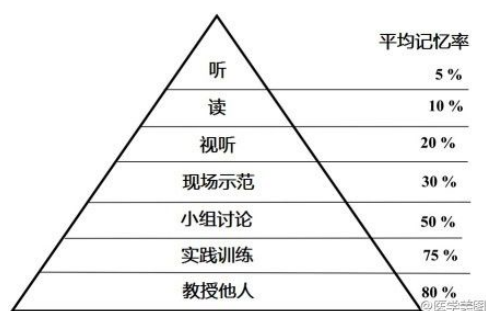 平均记忆率
听 5 %
读 10 %
视听 20 %
现场示范 30 %
小组讨论 50 %
实践训练 75 %
教授他人 80 %
@医学美图